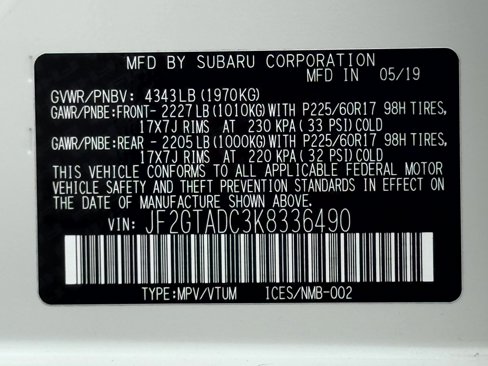 MFD BY SUBARU CORPORATION
MFD IN 05/19
GVWR/PNBV: 4343LB (1970KG)
GAWR/PNBE:FRONT- 2227LB (1010KG)WITH P225/60R17 98H TIRES,
17X7J RIMS AT 230 KPA (33 PSI) COLD
GAWR/PNBE:REAR - 2205LB (1000KG)WITH P225/60R17 98H TIRES,
17X7J RIMS AT 220 KPA (32 PSI) COLD
THIS VEHICLE CONFORMS TO ALL APPLICABLE FEDERAL MOTOR
VEHICLE SAFETY AND THEFT PREVENTION STANDARDS IN EFFECT ON
THE DATE OF MANUFACTURE SHOWN ABOVE.
VIN: JF2GTADC3K8336490
TYPE:MPV/VTUM ICES/NMB-002